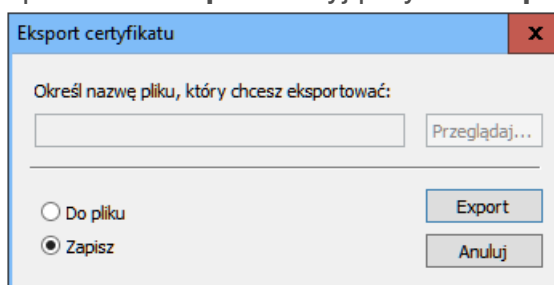 Eksport certyfikatu
x
Określ nazwę pliku, który chcesz eksportować:
Przeglądaj...
Do pliku
Export
Zapisz
Anuluj